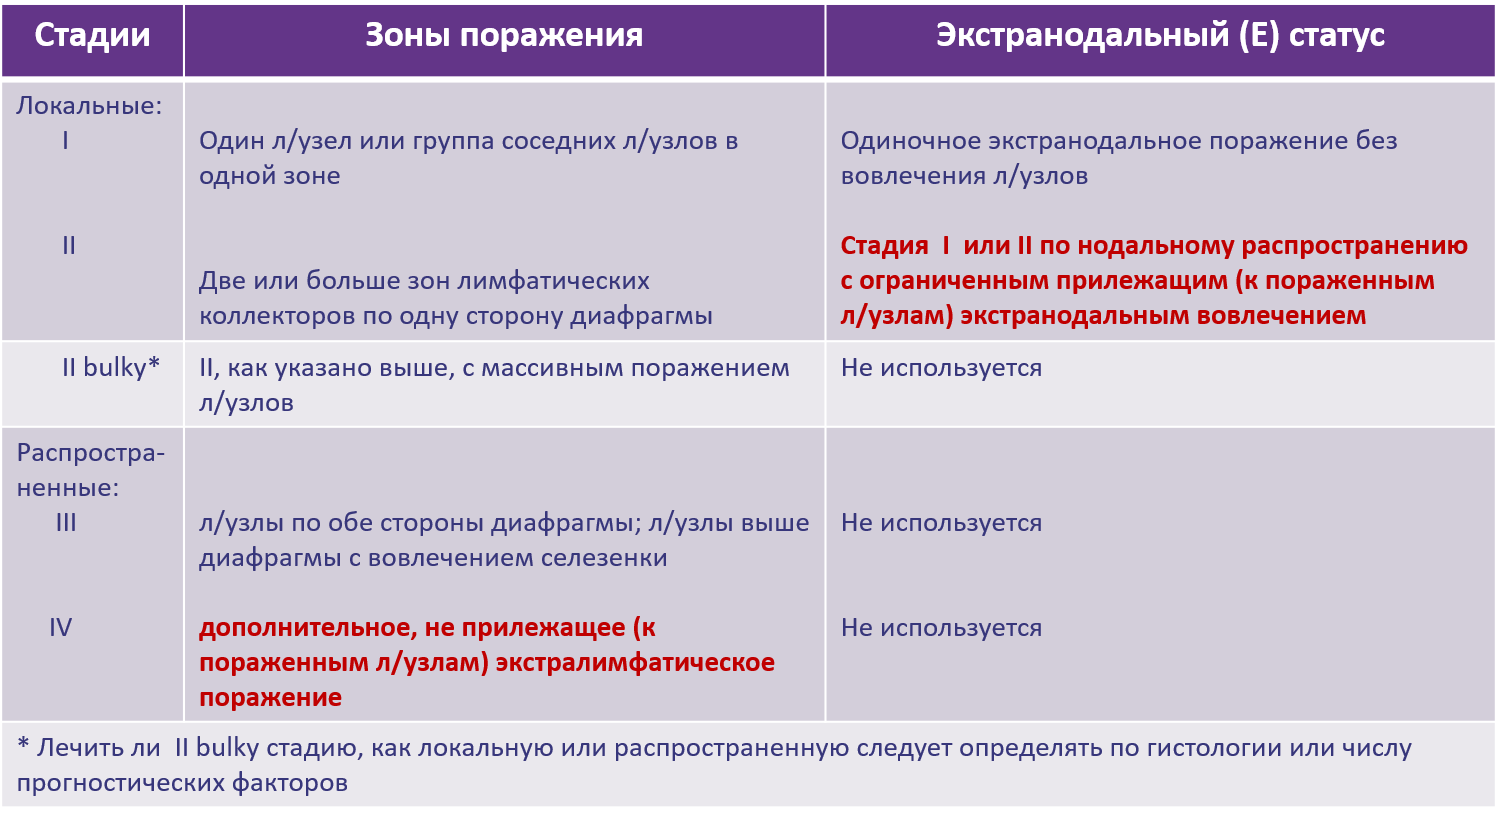 Стадии
Зоны поражения
Экстранодальный (Е) статус
Локальные:
I
Один л/узел или группа соседних л/узлов в
одной зоне
Одиночное экстранодальное поражение без
вовлечения л/узлов
II
Две или больше зон лимфатических
коллекторов по одну сторону диафрагмы
Стадия I или II по нодальному распространению
с ограниченным прилежащим (к пораженным
л/узлам) экстранодальным вовлечением
II bulky*
II, как указано выше, с массивным поражением
л/узлов
Не используется
Распростра-
ненные:
III
л/узлы по обе стороны диафрагмы; л/узлы выше
диафрагмы с вовлечением селезенки
Не используется
IV
дополнительное, не прилежащее (к
пораженным л/узлам) экстралимфатическое
поражение
Не используется
* Лечить ли II bulky стадию, как локальную или распространенную следует определять по гистологии или числу
прогностических факторов